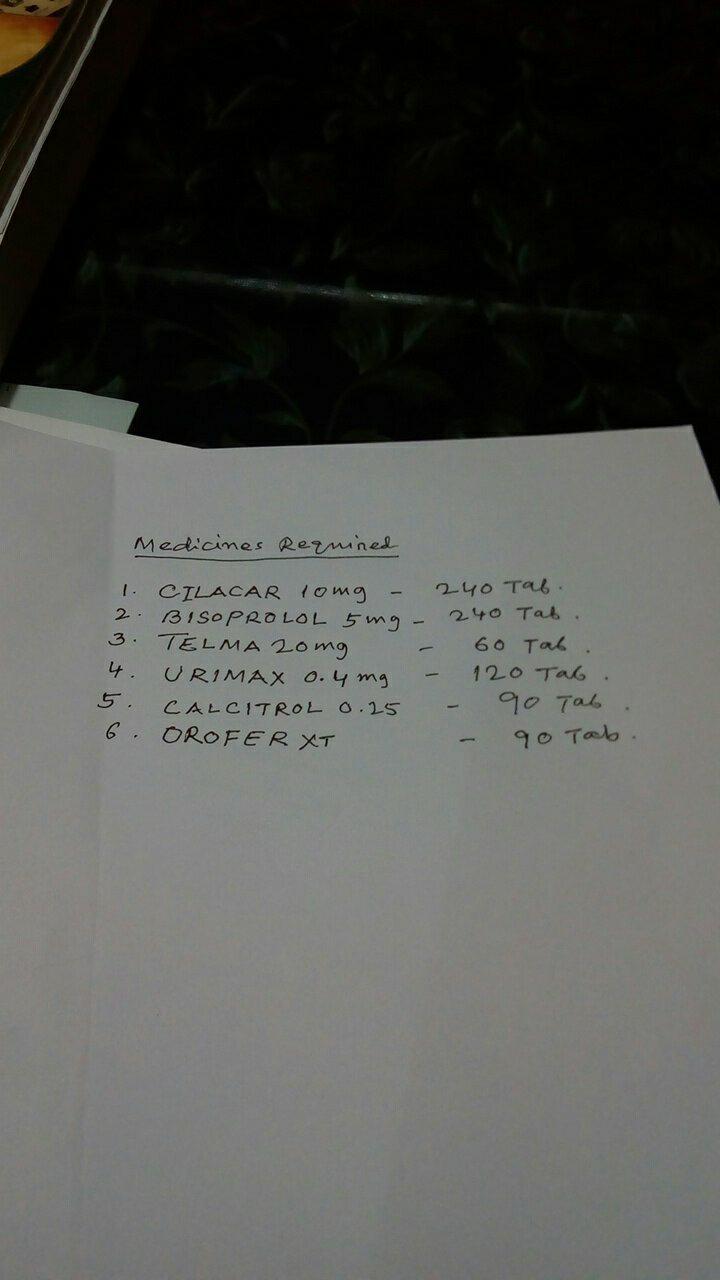 Medicines Required
1. CILACAR 10mg - 240 Tab.
2. BISOPROLOL 5mg - 240 Tab.
3. TELMA 20mg - 60 Tab.
4. URIMAX 0.4mg - 120 Tab.
5. CALCITROL 0.25 - 90 Tab.
6. OROFER XT - 90 Tab.